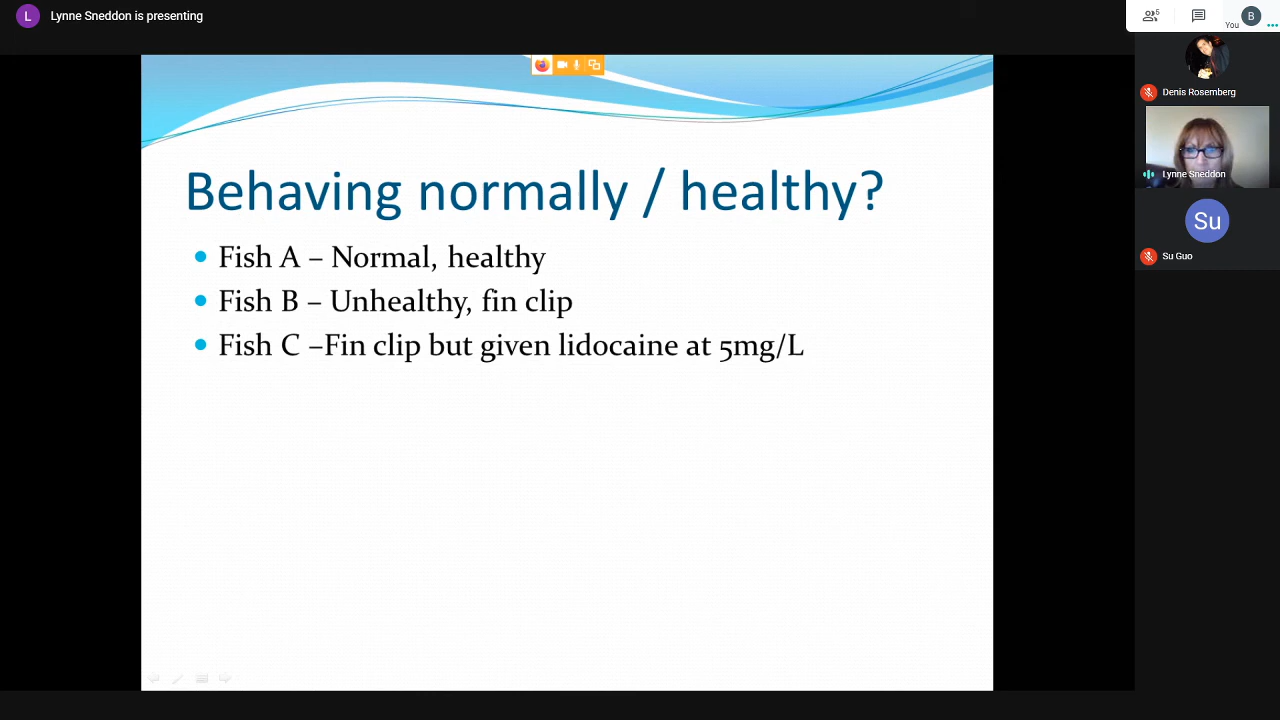 L
Lynne Sneddon is presenting
5
You
B
Denis Rosemberg
Behaving normally / healthy?
Fish A – Normal, healthy
Fish B – Unhealthy, fin clip
Fish C –Fin clip but given lidocaine at 5mg/L
Lynne Sneddon
Su
Su Guo